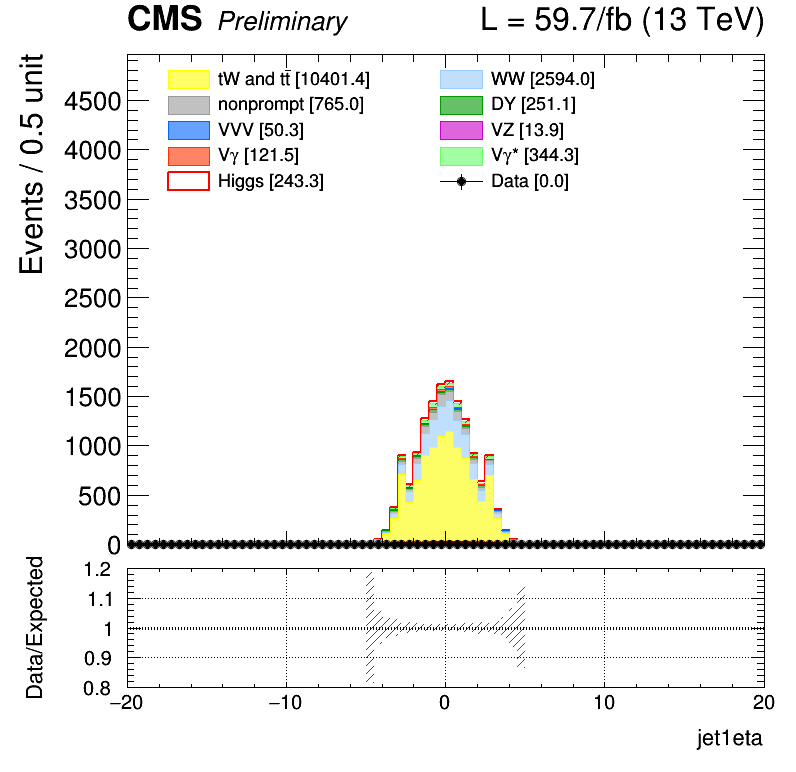 CMS Preliminary L = 59.7/fb (13 TeV)
tW and tt̄ [10401.4] WW [2594.0]
nonprompt [765.0] DY [251.1]
VVV [50.3] VZ [13.9]
Vγ [121.5] Vγ* [344.3]
Higgs [243.3] Data [0.0]
Events / 0.5 unit
4500
4000
3500
3000
2500
2000
1500
1000
500
0
Data/Expected
1.2
1.1
1
0.9
0.8
−20 −10 0 10 20
jet1eta